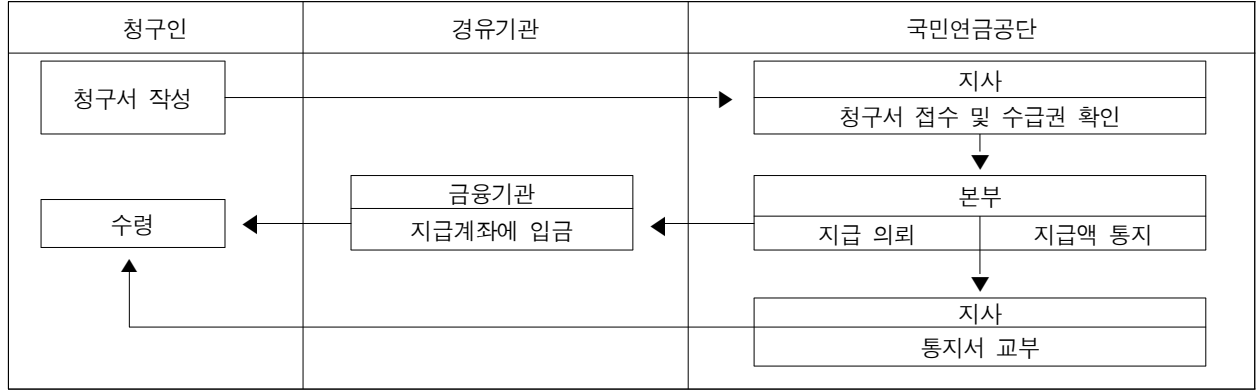 청구인
경유기관
국민연금공단
청구서 작성
지사
청구서 접수 및 수급권 확인
수령
금융기관
지급계좌에 입금
본부
지급 의뢰
지급액 통지
지사
통지서 교부